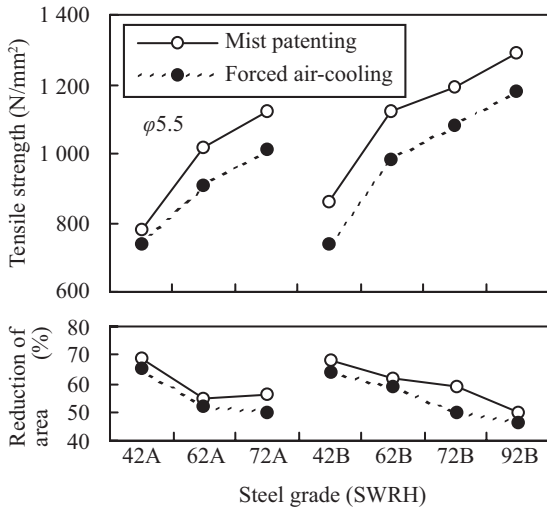 1 400
1 200
1 000
800
600
Tensile strength (N/mm²)
Mist patenting
Forced air-cooling
φ5.5
80
70
60
50
40
Reduction of
area
(%)
42A 62A 72A 42B 62B 72B 92B
Steel grade (SWRH)